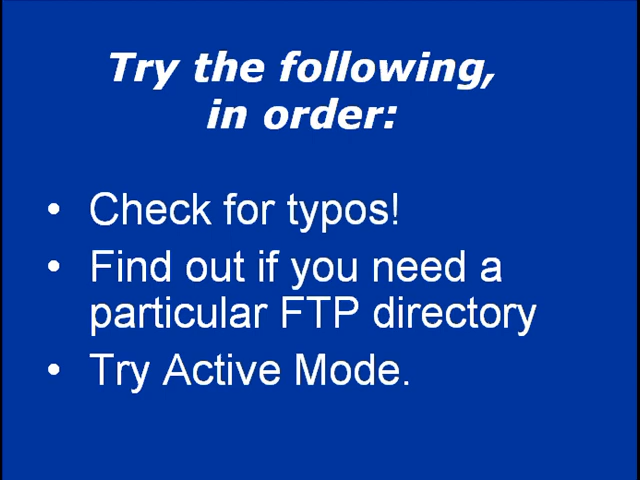 Try the following,
in order:
• Check for typos!
• Find out if you need a
particular FTP directory
• Try Active Mode.